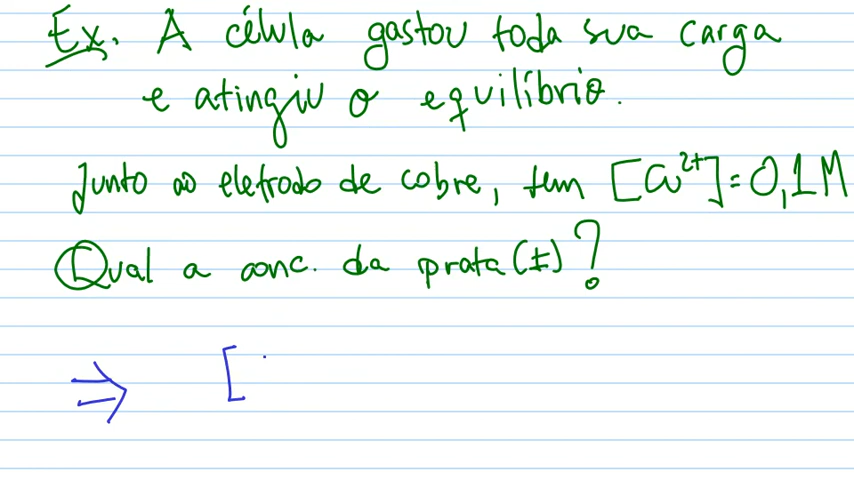 Ex. A célula gastou toda sua carga
e atingiu o equilíbrio.
Junto ao eletrodo de cobre, tem [Cu²⁺]=0,1M
Qual a conc. da prata(I)?
⇒ [